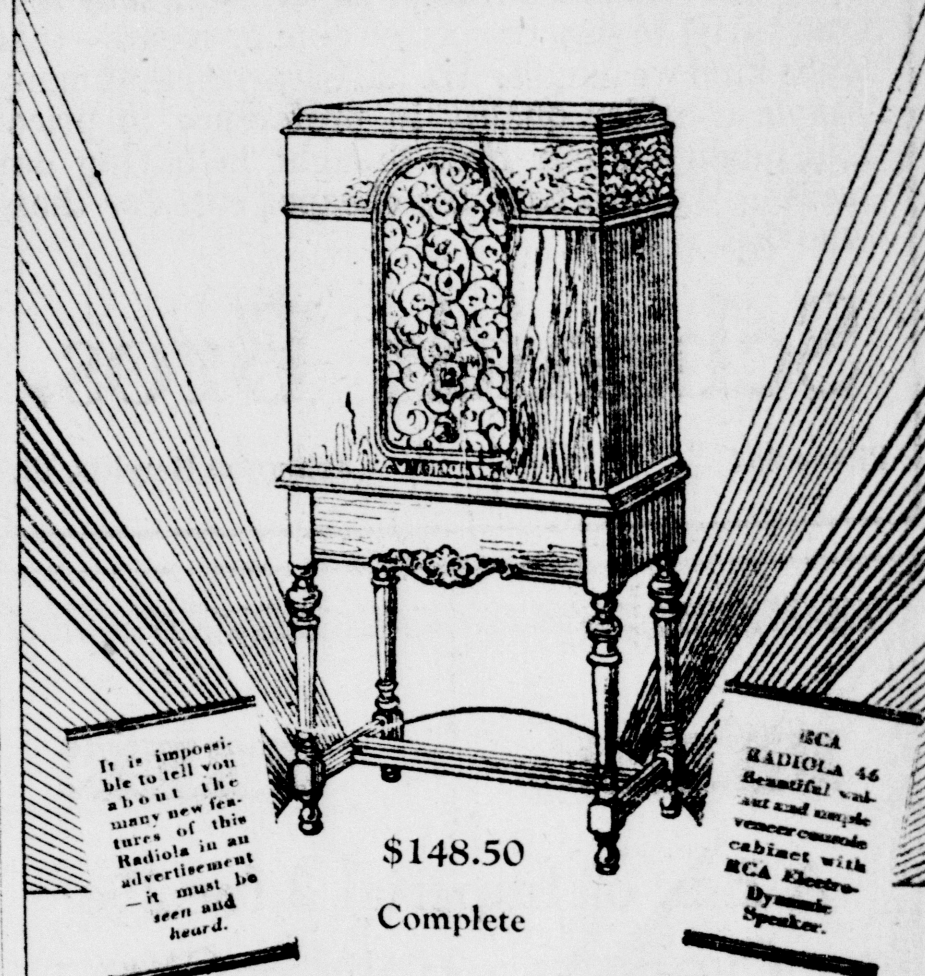 It is impossi-
ble to tell you
about the
many new fea-
tures of this
Radiola in an
advertisement
—it must be
seen and
heard.
$148.50
Complete
RCA
RADIOLA 46
Beautiful wal-
nut and maple
veneer console
cabinet with
RCA Electro-
Dynamic
Speaker.